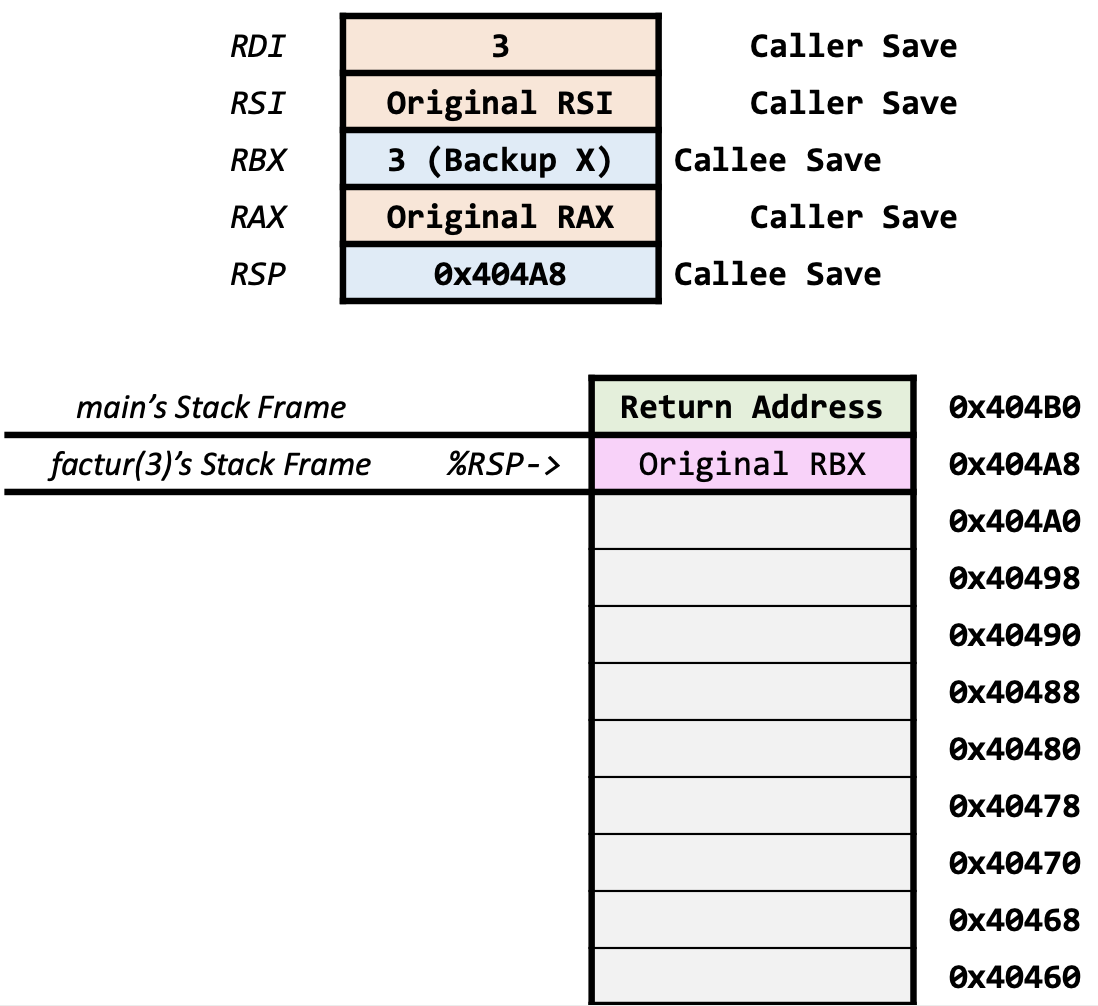 RDI 3 Caller Save
RSI Original RSI Caller Save
RBX 3 (Backup X) Callee Save
RAX Original RAX Caller Save
RSP 0x404A8 Callee Save
main's Stack Frame Return Address 0x404B0
factur(3)'s Stack Frame %RSP-> Original RBX 0x404A8
0x404A0
0x40498
0x40490
0x40488
0x40480
0x40478
0x40470
0x40468
0x40460